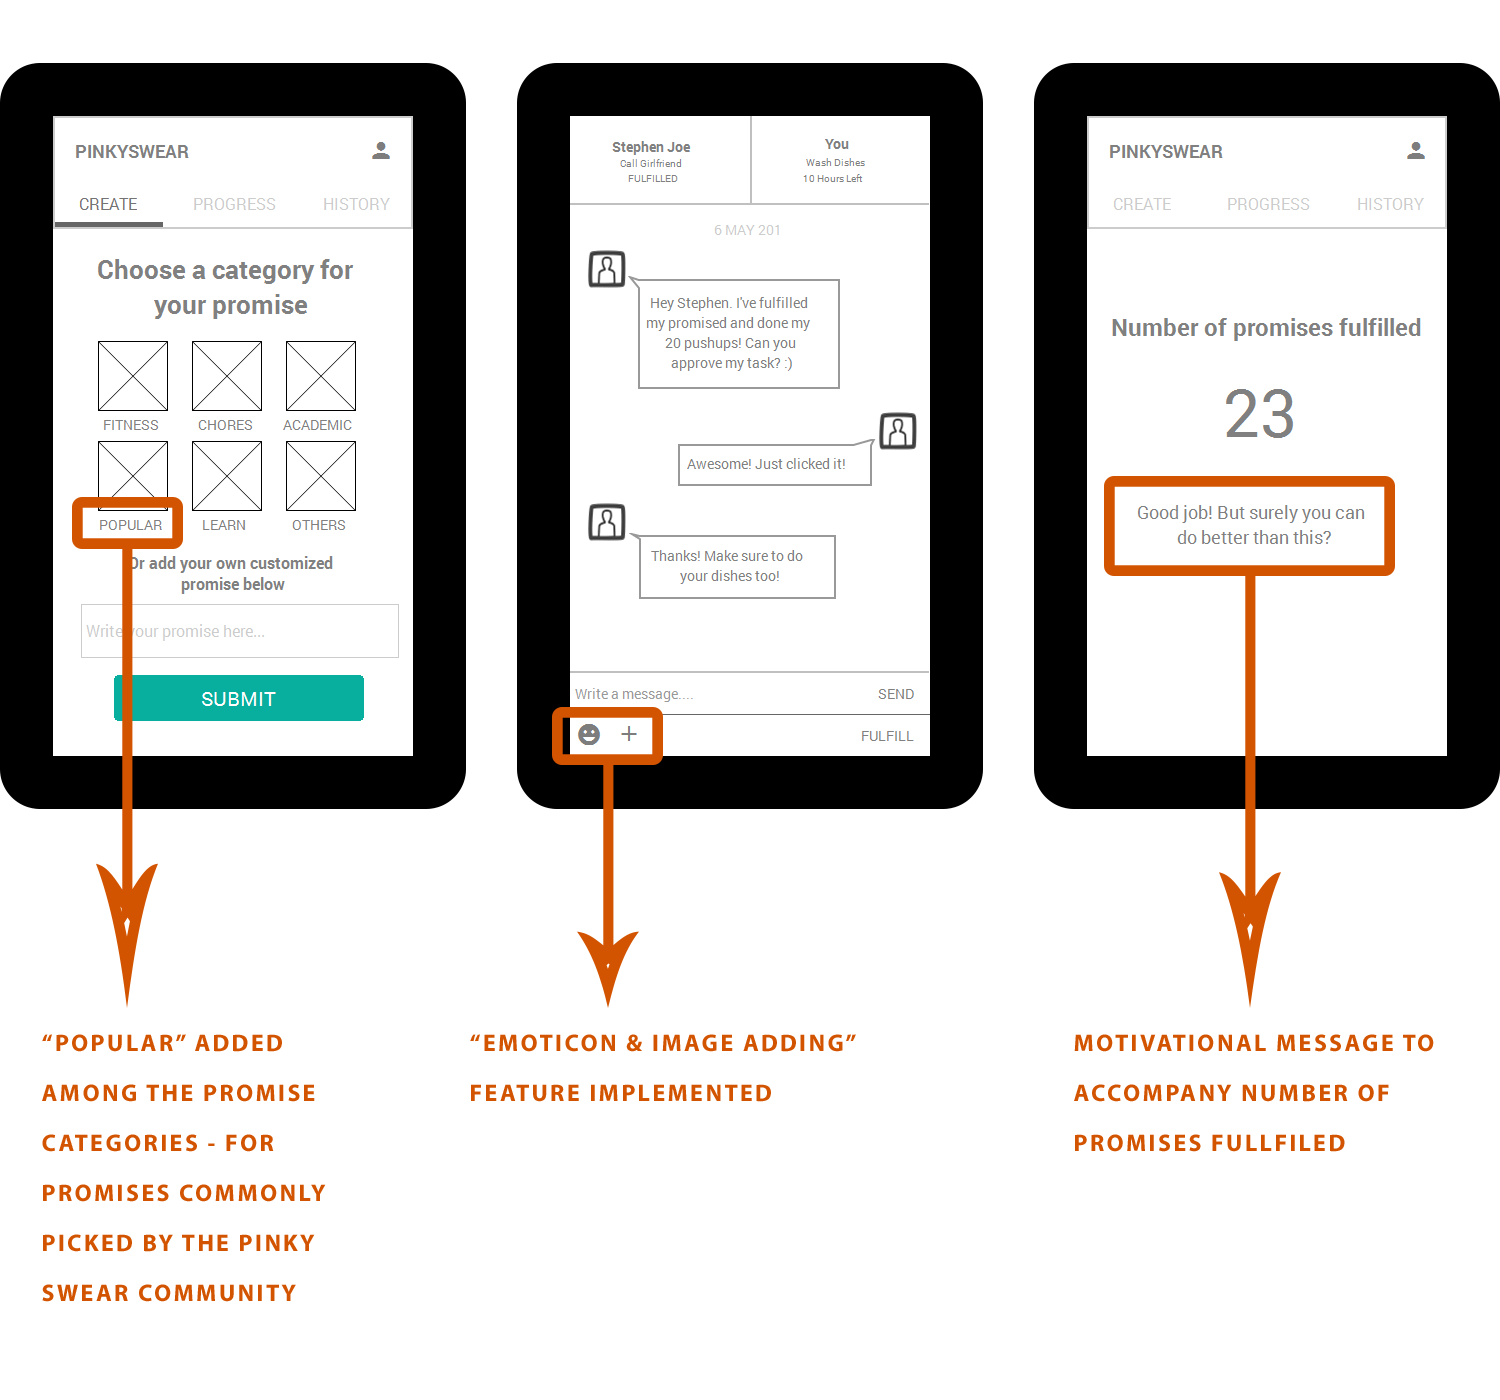 PINKYSWEAR
CREATE PROGRESS HISTORY
Choose a category for
your promise
FITNESS CHORES ACADEMIC
POPULAR LEARN OTHERS
Or add your own customized
promise below
Write your promise here...
SUBMIT
Stephen Joe
Call Girlfriend
FULFILLED
You
Wash Dishes
10 Hours Left
6 MAY 201
Hey Stephen. I've fulfilled
my promised and done my
20 pushups! Can you
approve my task? :)
Awesome! Just clicked it!
Thanks! Make sure to do
your dishes too!
Write a message.... SEND
FULFILL
PINKYSWEAR
CREATE PROGRESS HISTORY
Number of promises fulfilled
23
Good job! But surely you can
do better than this?
“POPULAR” ADDED
AMONG THE PROMISE
CATEGORIES - FOR
PROMISES COMMONLY
PICKED BY THE PINKY
SWEAR COMMUNITY
“EMOTICON & IMAGE ADDING”
FEATURE IMPLEMENTED
MOTIVATIONAL MESSAGE TO
ACCOMPANY NUMBER OF
PROMISES FULLFILED